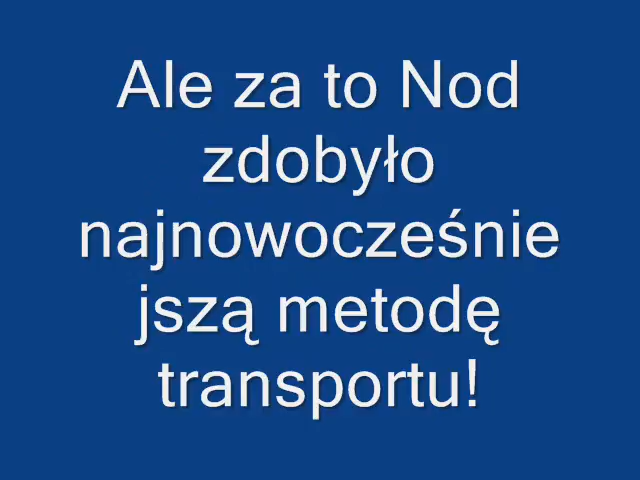 Ale za to Nod
zdobyło
najnowocześnie
jszą metodę
transportu!